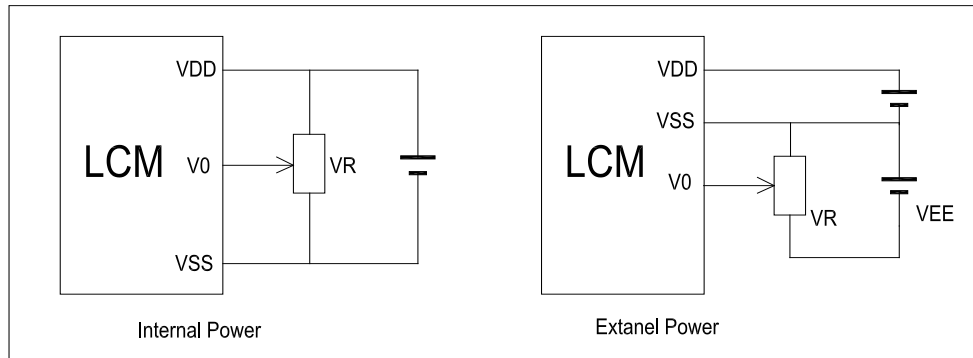 VDD
LCM
V0
VR
VSS
Internal Power
VDD
VSS
LCM
V0
VR
VEE
Extanel Power